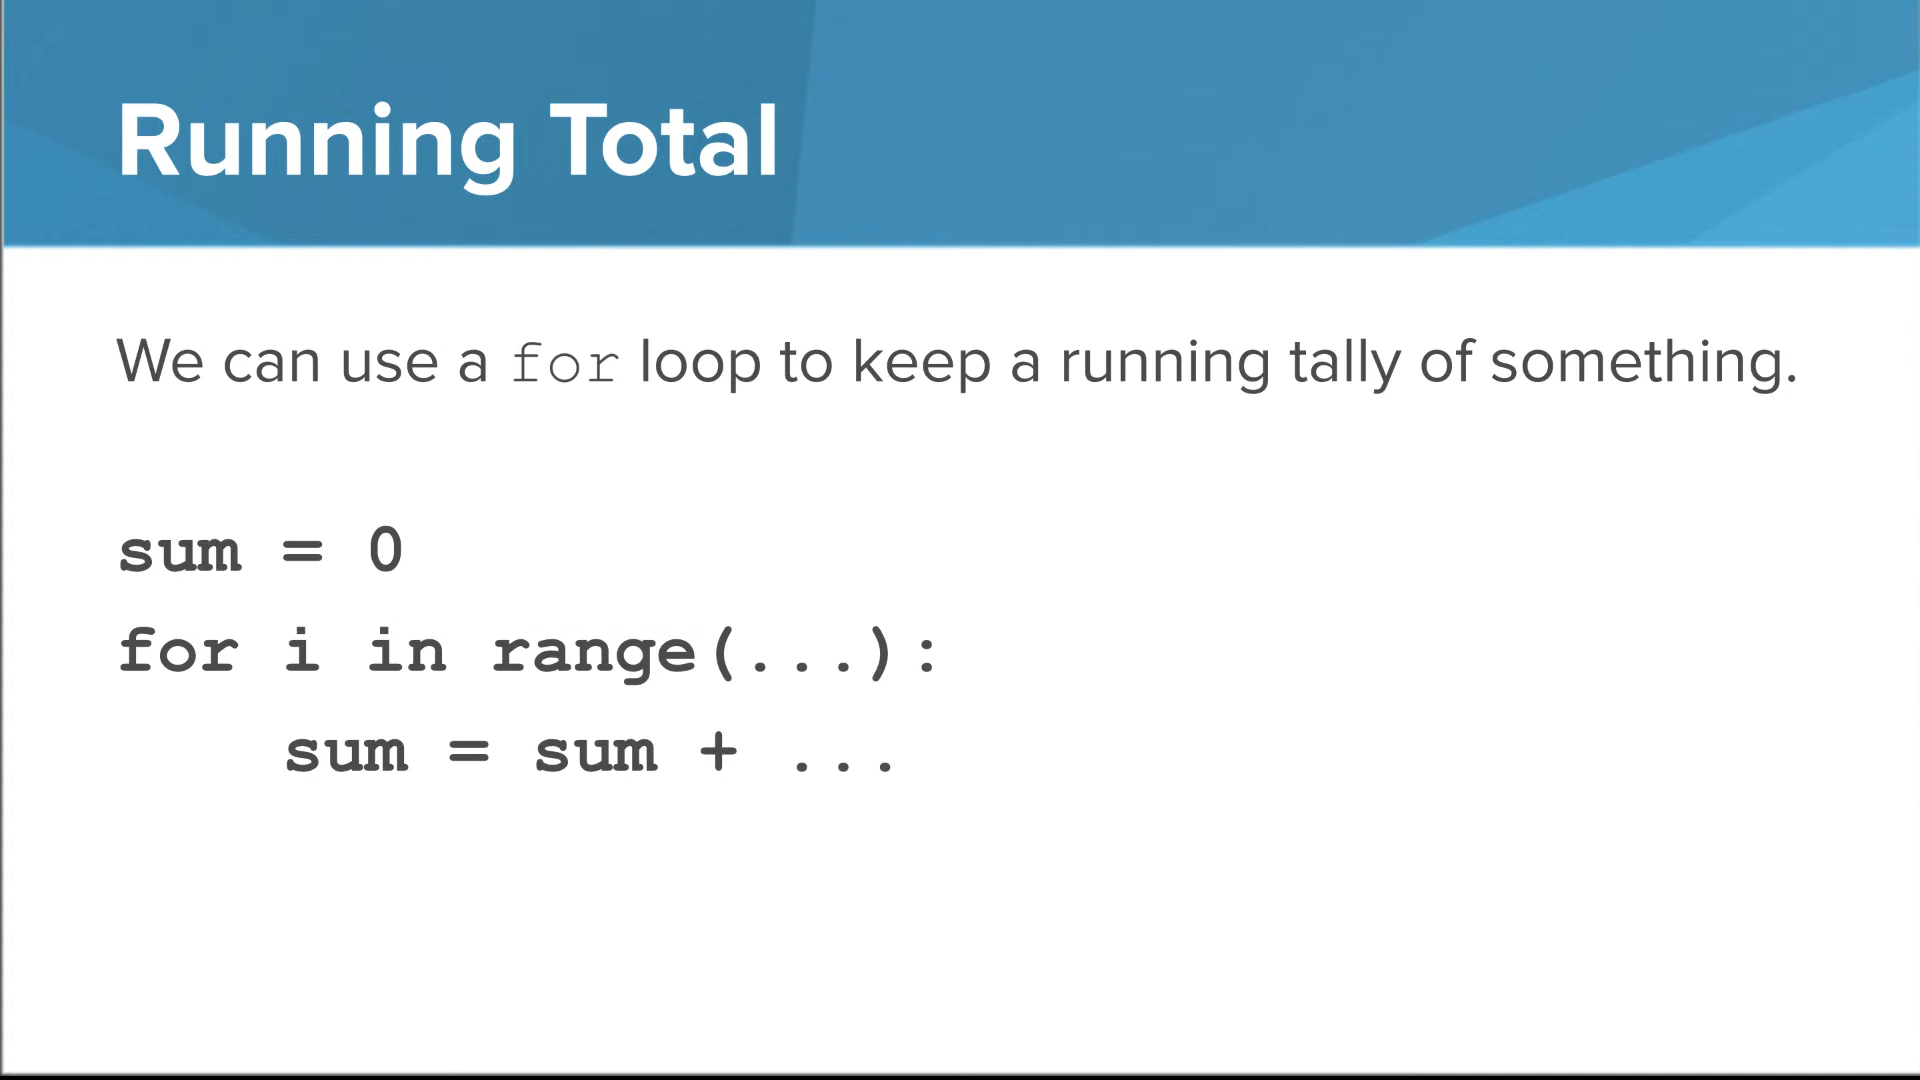 Running Total
We can use a for loop to keep a running tally of something.
sum = 0
for i in range(...):
    sum = sum + ...